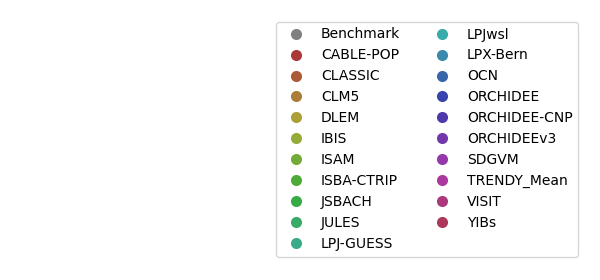 Benchmark
CABLE-POP
CLASSIC
CLM5
DLEM
IBIS
ISAM
ISBA-CTRIP
JSBACH
JULES
LPJ-GUESS
LPJwsl
LPX-Bern
OCN
ORCHIDEE
ORCHIDEE-CNP
ORCHIDEEv3
SDGVM
TRENDY_Mean
VISIT
YIBs